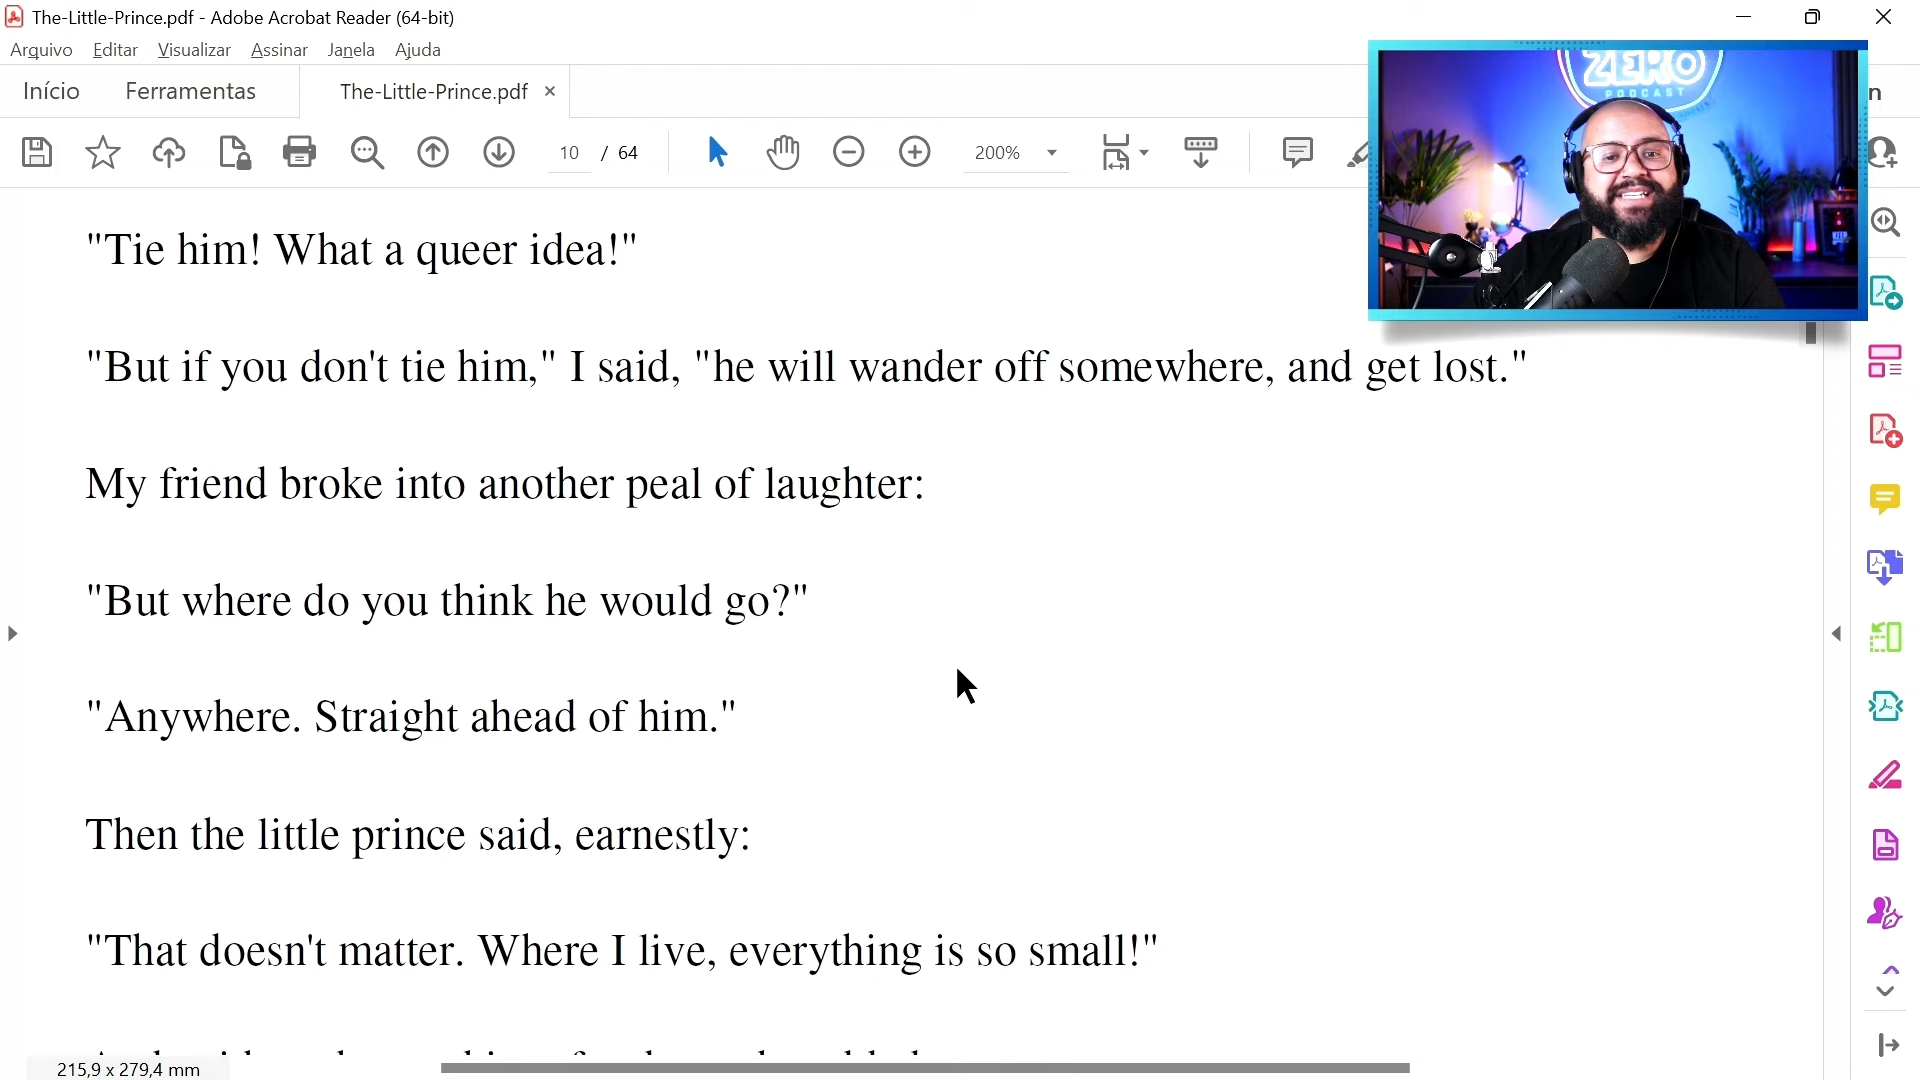 The-Little-Prince.pdf - Adobe Acrobat Reader (64-bit)
Arquivo Editar Visualizar Assinar Janela Ajuda
Início Ferramentas The-Little-Prince.pdf
10 / 64 200%
ZERO
PODCAST
"Tie him! What a queer idea!"
"But if you don't tie him," I said, "he will wander off somewhere, and get lost."
My friend broke into another peal of laughter:
"But where do you think he would go?"
"Anywhere. Straight ahead of him."
Then the little prince said, earnestly:
"That doesn't matter. Where I live, everything is so small!"
215,9 x 279,4 mm